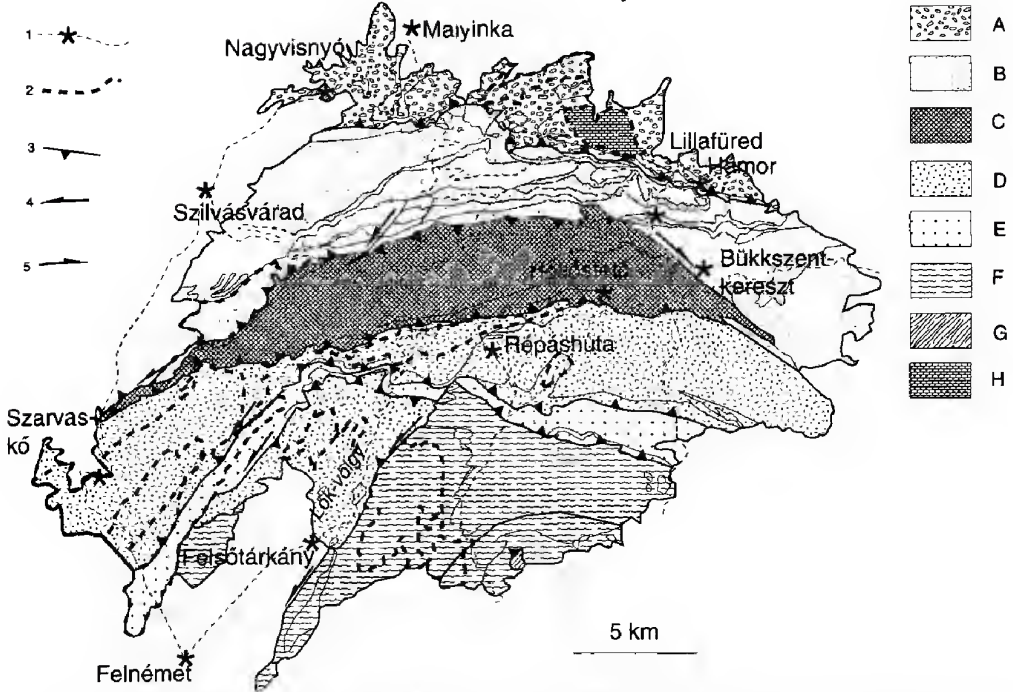 1
2
3
4
5
Nagyvisnyó
Malyinka
Lillafüred
Hámor
Szilvásvárad
Bükkszent-
kereszt
Répáshuta
Szarvas
kő
Lök-völgy
Felsőtárkány
Felnémet
5 km
A
B
C
D
E
F
G
H